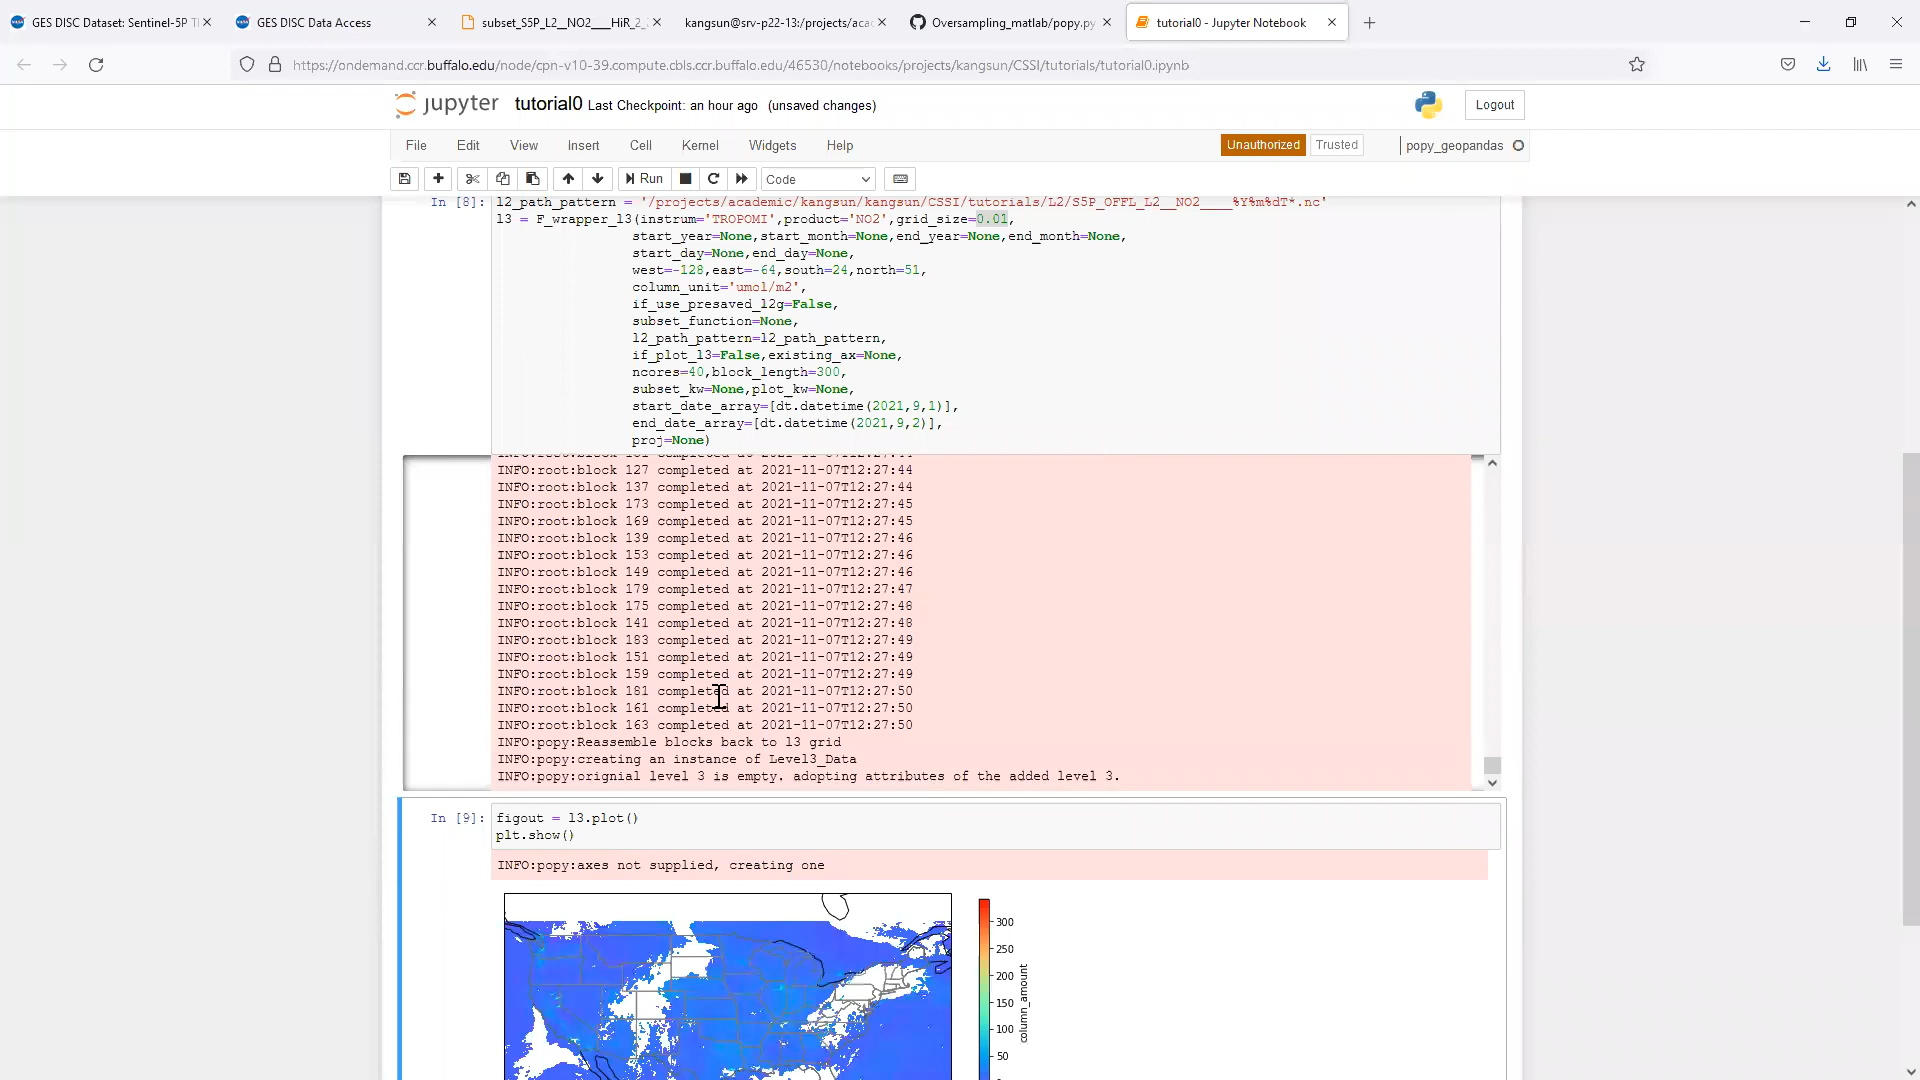 GES DISC Dataset: Sentinel-5P T
GES DISC Data Access
subset_S5P_L2__NO2____HiR_2_
kangsun@srv-p22-13:/projects/aca
Oversampling_matlab/popy.py
tutorial0 - Jupyter Notebook
https://ondemand.ccr.buffalo.edu/node/cpn-v10-39.compute.cbls.ccr.buffalo.edu/46530/notebooks/projects/kangsun/CSSI/tutorials/tutorial0.ipynb
jupyter tutorial0 Last Checkpoint: an hour ago (unsaved changes)
Logout
File Edit View Insert Cell Kernel Widgets Help
Unauthorized Trusted popy_geopandas
Run Code
In [8]: l2_path_pattern = '/projects/academic/kangsun/kangsun/CSSI/tutorials/L2/S5P_OFFL_L2__NO2____%Y%m%dT*.nc'
l3 = F_wrapper_l3(instrum='TROPOMI',product='NO2',grid_size=0.01,
start_year=None,start_month=None,end_year=None,end_month=None,
start_day=None,end_day=None,
west=-128,east=-64,south=24,north=51,
column_unit='umol/m2',
if_use_presaved_l2g=False,
subset_function=None,
l2_path_pattern=l2_path_pattern,
if_plot_l3=False,existing_ax=None,
ncores=40,block_length=300,
subset_kw=None,plot_kw=None,
start_date_array=[dt.datetime(2021,9,1)],
end_date_array=[dt.datetime(2021,9,2)],
proj=None)
INFO:root:block 127 completed at 2021-11-07T12:27:44
INFO:root:block 137 completed at 2021-11-07T12:27:44
INFO:root:block 173 completed at 2021-11-07T12:27:45
INFO:root:block 169 completed at 2021-11-07T12:27:45
INFO:root:block 139 completed at 2021-11-07T12:27:46
INFO:root:block 153 completed at 2021-11-07T12:27:46
INFO:root:block 149 completed at 2021-11-07T12:27:46
INFO:root:block 179 completed at 2021-11-07T12:27:47
INFO:root:block 175 completed at 2021-11-07T12:27:48
INFO:root:block 141 completed at 2021-11-07T12:27:48
INFO:root:block 183 completed at 2021-11-07T12:27:49
INFO:root:block 151 completed at 2021-11-07T12:27:49
INFO:root:block 159 completed at 2021-11-07T12:27:49
INFO:root:block 181 completed at 2021-11-07T12:27:50
INFO:root:block 161 completed at 2021-11-07T12:27:50
INFO:root:block 163 completed at 2021-11-07T12:27:50
INFO:popy:Reassemble blocks back to l3 grid
INFO:popy:creating an instance of Level3_Data
INFO:popy:orignial level 3 is empty. adopting attributes of the added level 3.
In [9]: figout = l3.plot()
plt.show()
INFO:popy:axes not supplied, creating one
300
250
200
150
100
50
column_amount